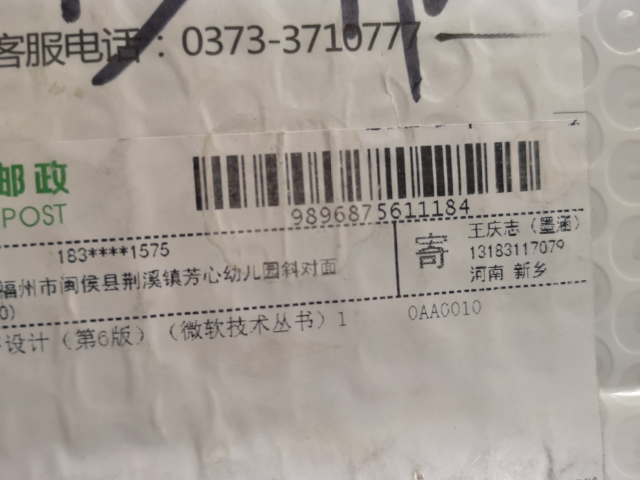 客服电话：0373-3710777
邮政
POST
9896875611184
183****1575
福州市闽侯县荆溪镇芳心幼儿园斜对面
0)
寄
王庆志（墨涵）
13183117079
河南 新乡
设计（第6版）（微软技术丛书）1
OAA0010